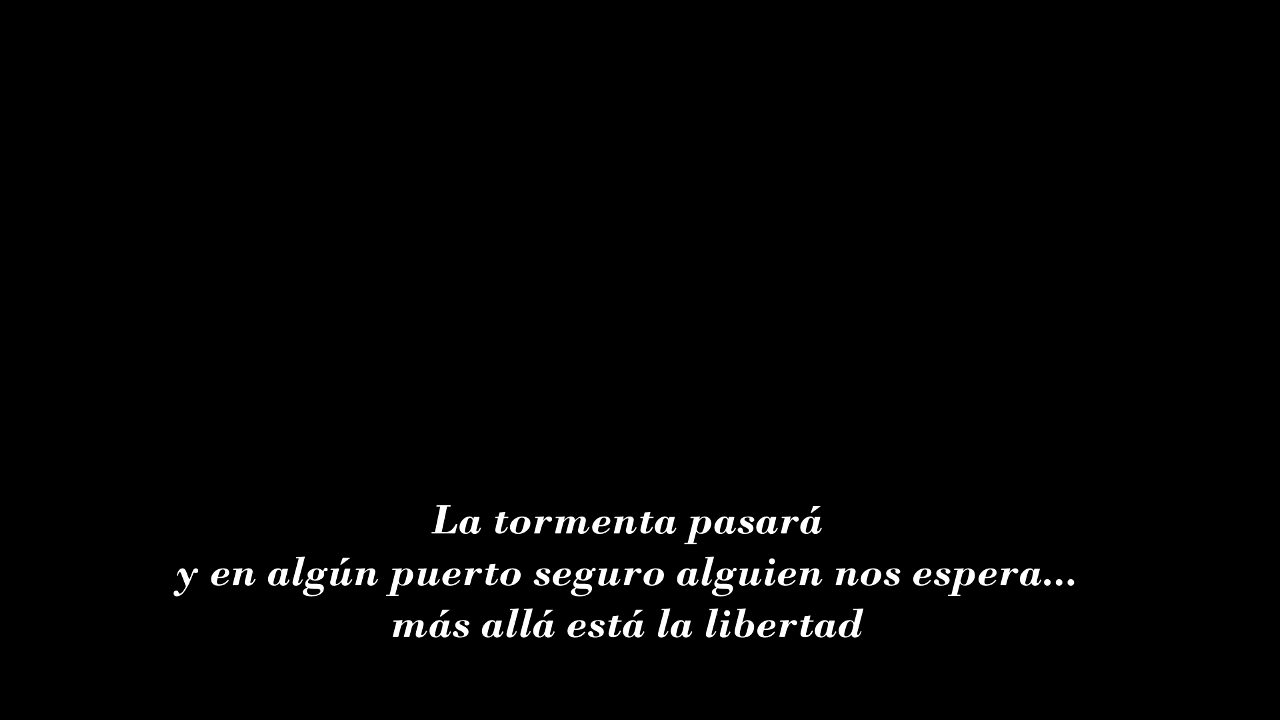 La tormenta pasará
y en algún puerto seguro alguien nos espera...
más allá está la libertad